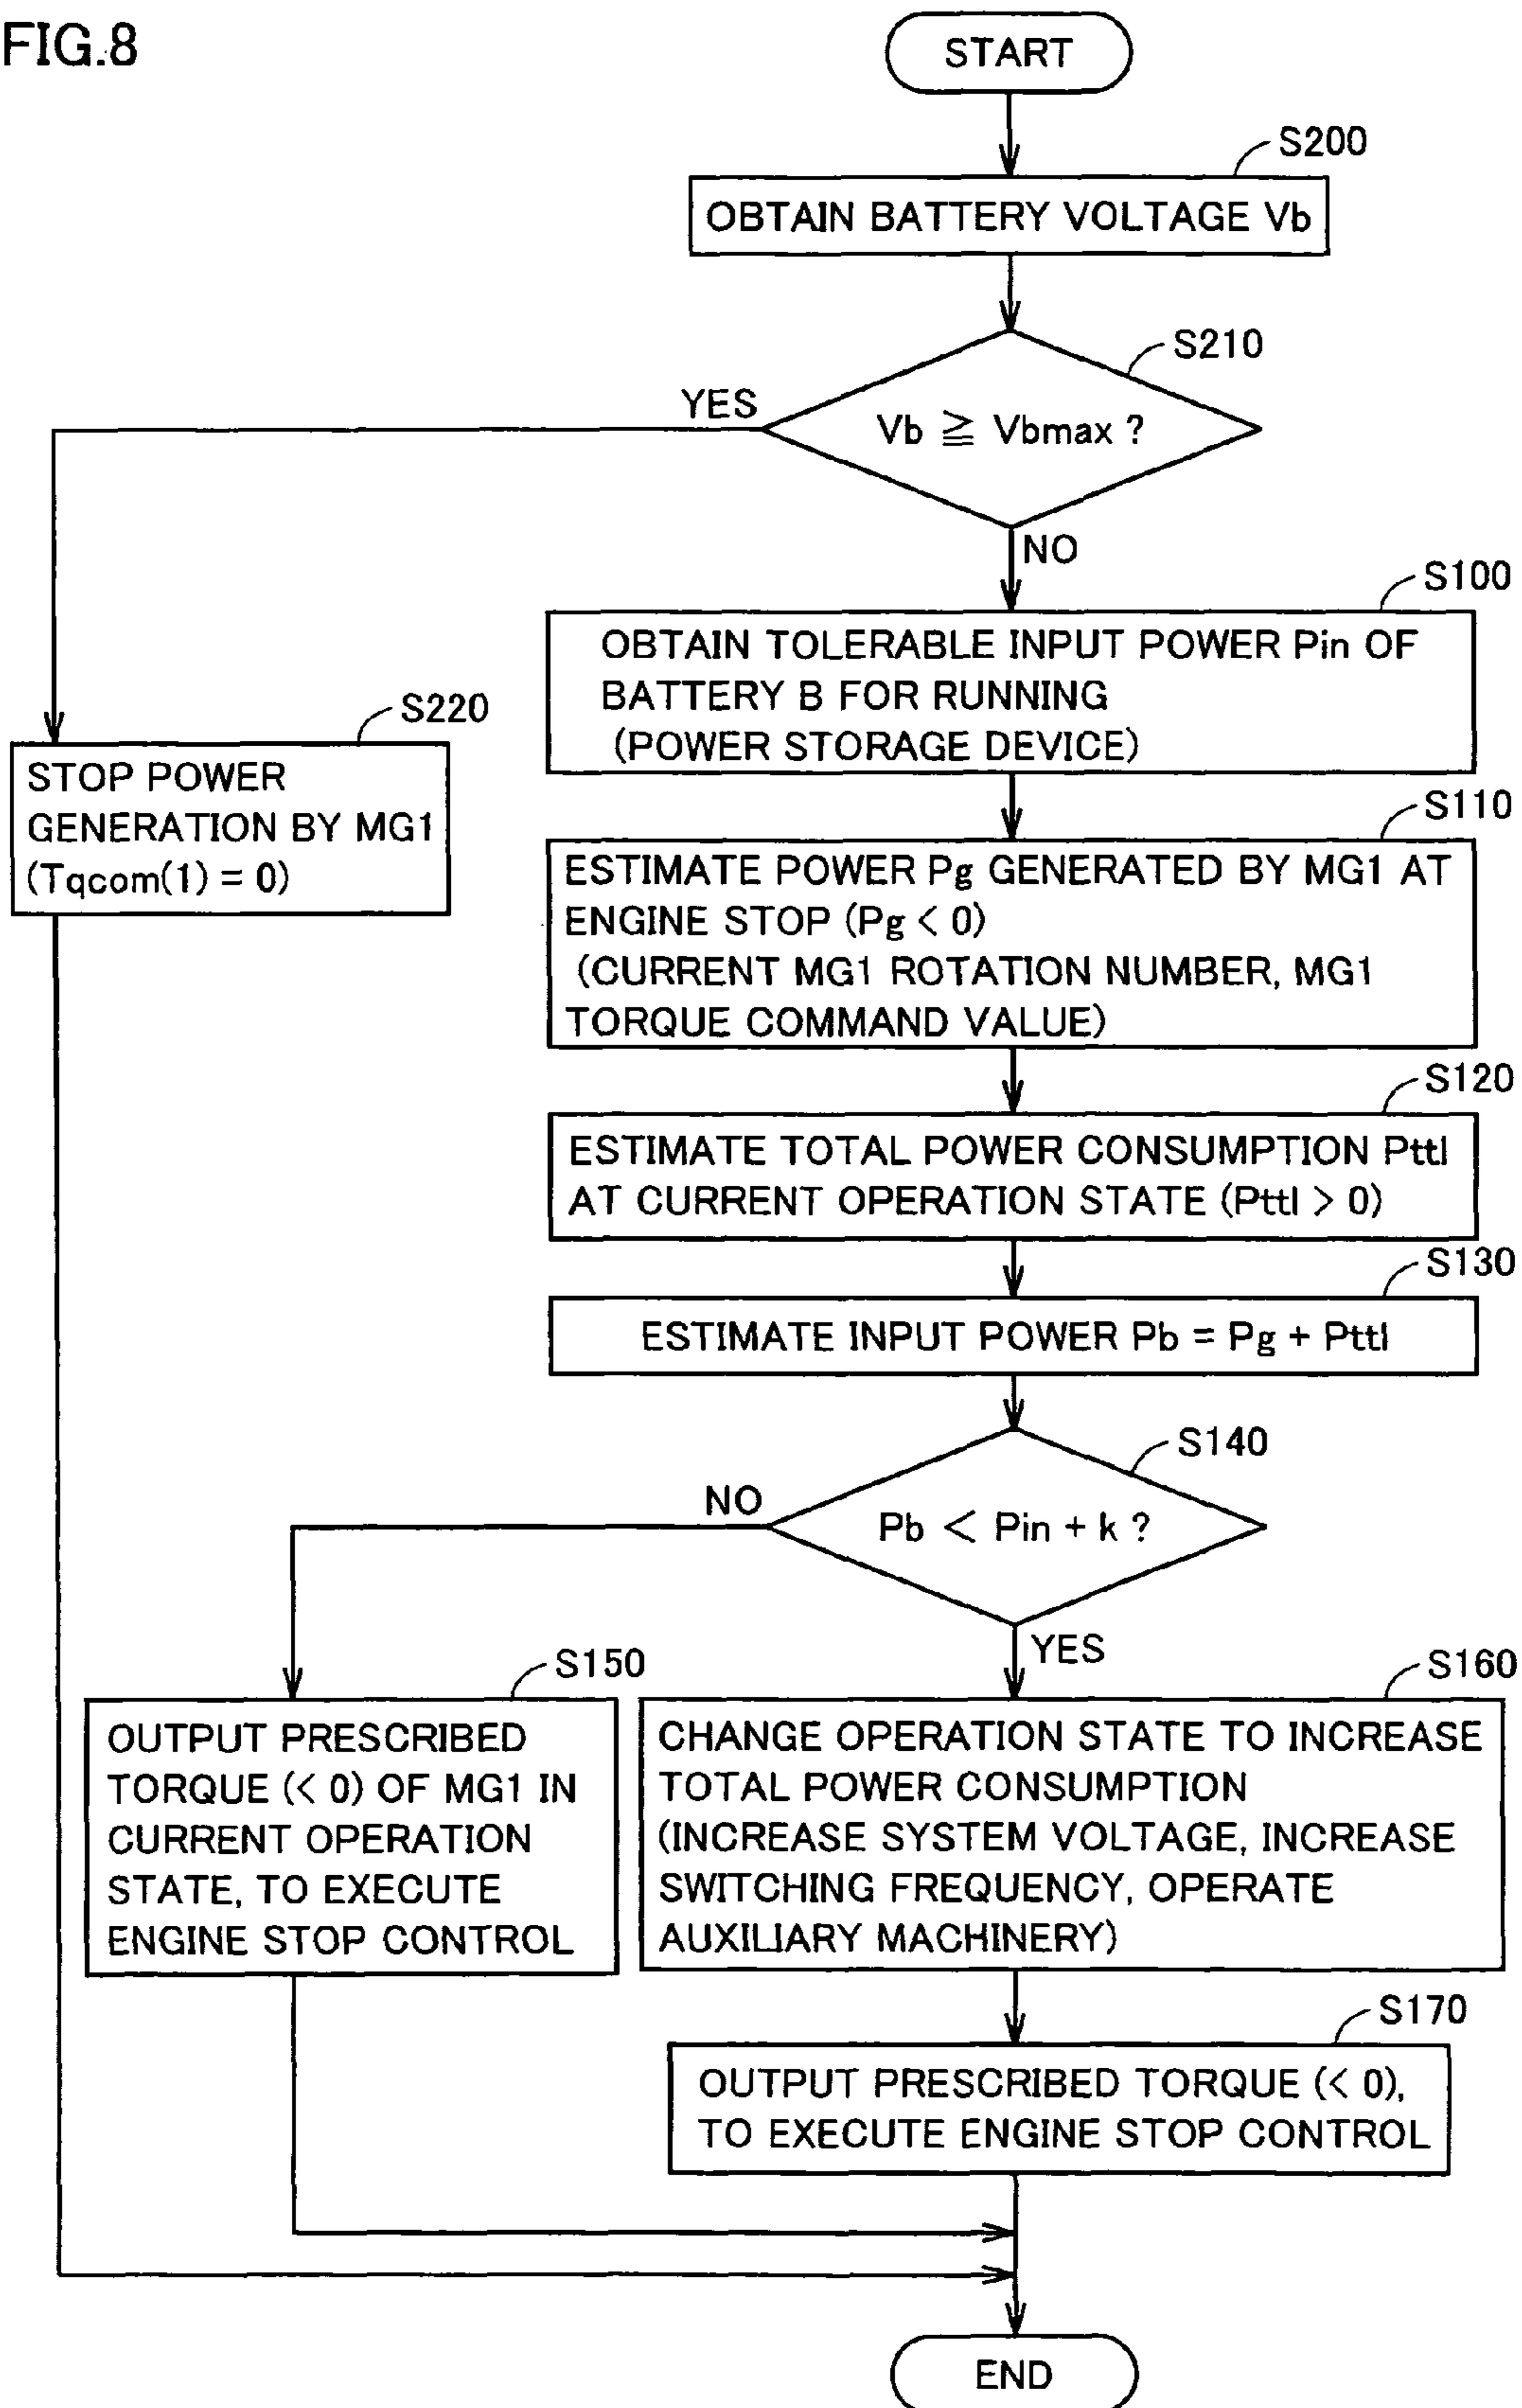 FIG.8
START
S200
OBTAIN BATTERY VOLTAGE Vb
S210
Vb ≧ Vbmax ?
YES
NO
S100
OBTAIN TOLERABLE INPUT POWER Pin OF
BATTERY B FOR RUNNING
(POWER STORAGE DEVICE)
S220
STOP POWER
GENERATION BY MG1
(Tqcom(1) = 0)
S110
ESTIMATE POWER Pg GENERATED BY MG1 AT
ENGINE STOP (Pg < 0)
(CURRENT MG1 ROTATION NUMBER, MG1
TORQUE COMMAND VALUE)
S120
ESTIMATE TOTAL POWER CONSUMPTION Pttl
AT CURRENT OPERATION STATE (Pttl > 0)
S130
ESTIMATE INPUT POWER Pb = Pg + Pttl
S140
Pb < Pin + k ?
NO
YES
S150
OUTPUT PRESCRIBED
TORQUE (< 0) OF MG1 IN
CURRENT OPERATION
STATE, TO EXECUTE
ENGINE STOP CONTROL
S160
CHANGE OPERATION STATE TO INCREASE
TOTAL POWER CONSUMPTION
(INCREASE SYSTEM VOLTAGE, INCREASE
SWITCHING FREQUENCY, OPERATE
AUXILIARY MACHINERY)
S170
OUTPUT PRESCRIBED TORQUE (< 0),
TO EXECUTE ENGINE STOP CONTROL
END